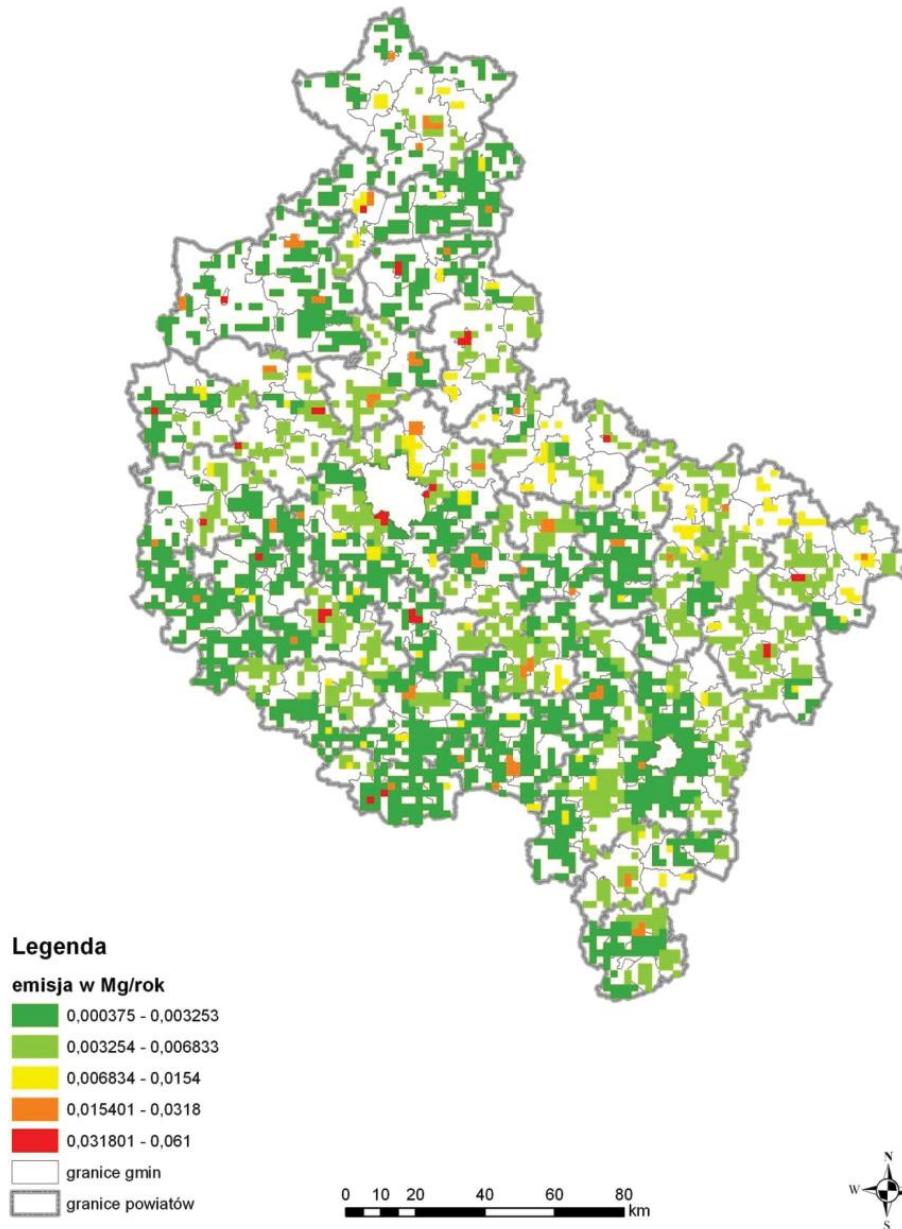 Legenda
emisja w Mg/rok
0,000375 - 0,003253
0,003254 - 0,006833
0,006834 - 0,0154
0,015401 - 0,0318
0,031801 - 0,061
granice gmin
granice powiatów
0 10 20 40 60 80
km
N
W
S